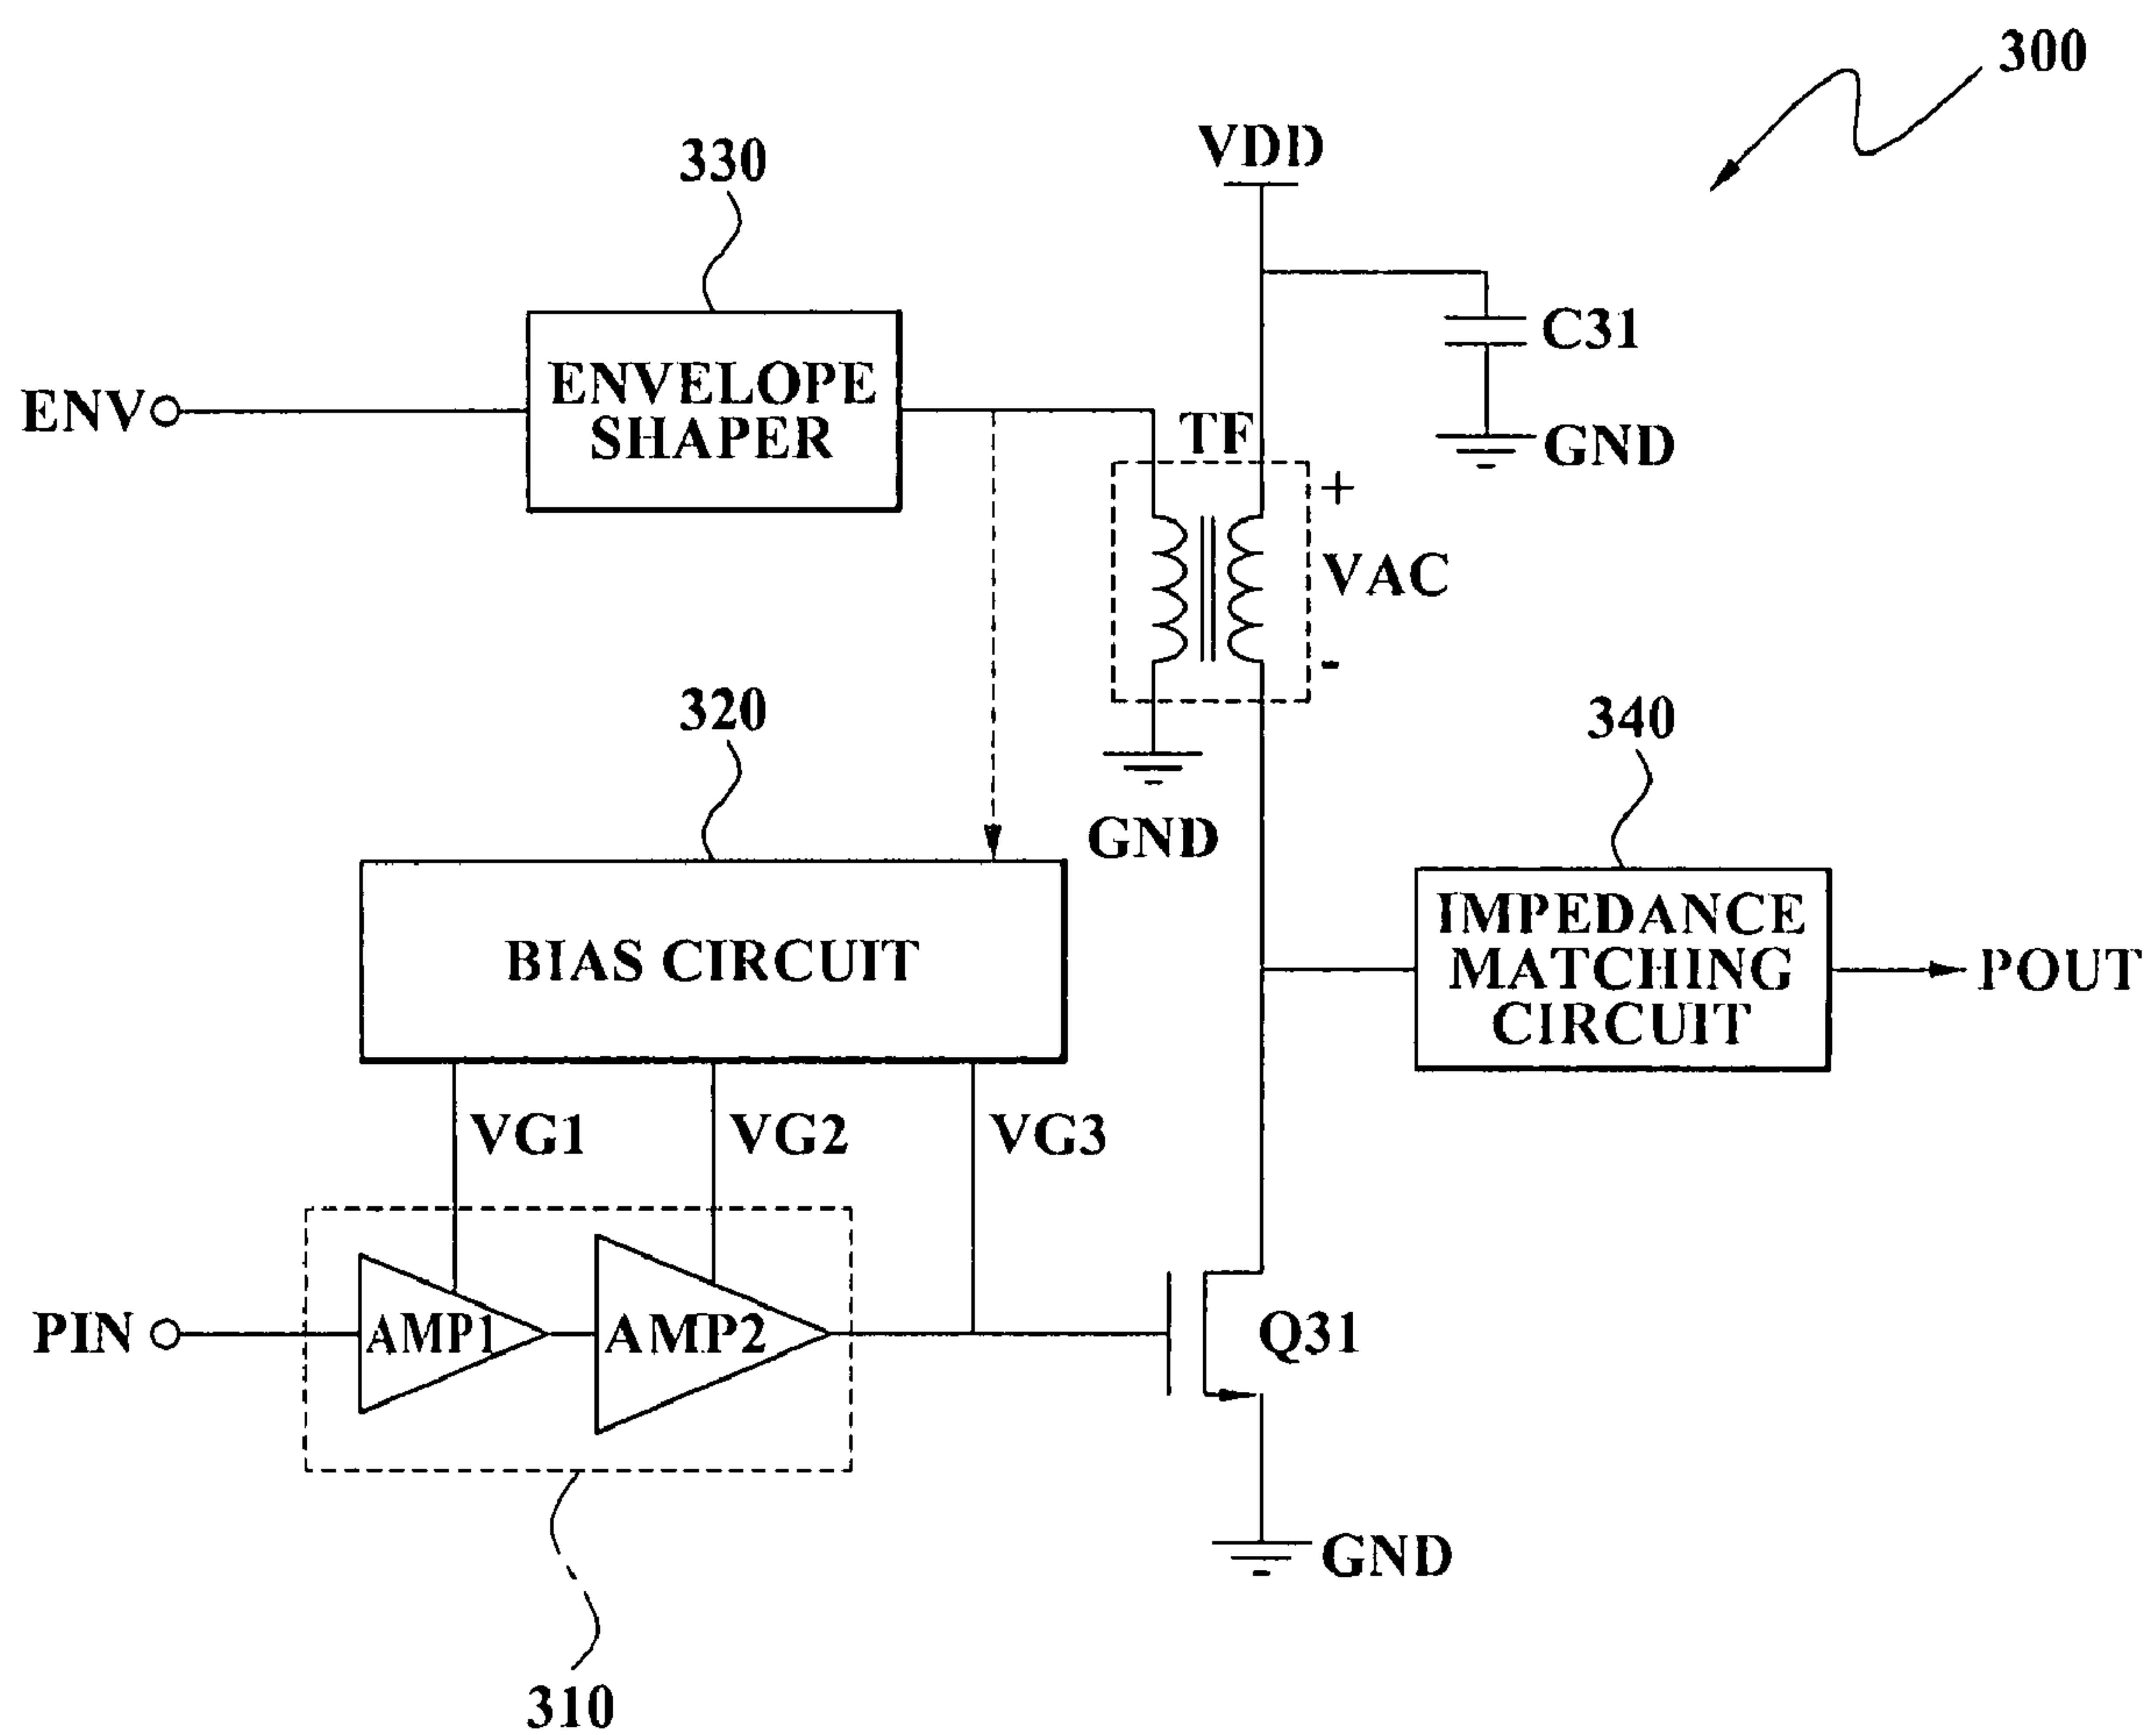 300
VDD
330
C31
ENVELOPE
SHAPER
ENV
TF
GND
+
VAC
-
320
340
GND
IMPEDANCE
MATCHING
CIRCUIT
BIAS CIRCUIT
POUT
VG1
VG2
VG3
PIN
AMP1
AMP2
Q31
GND
310